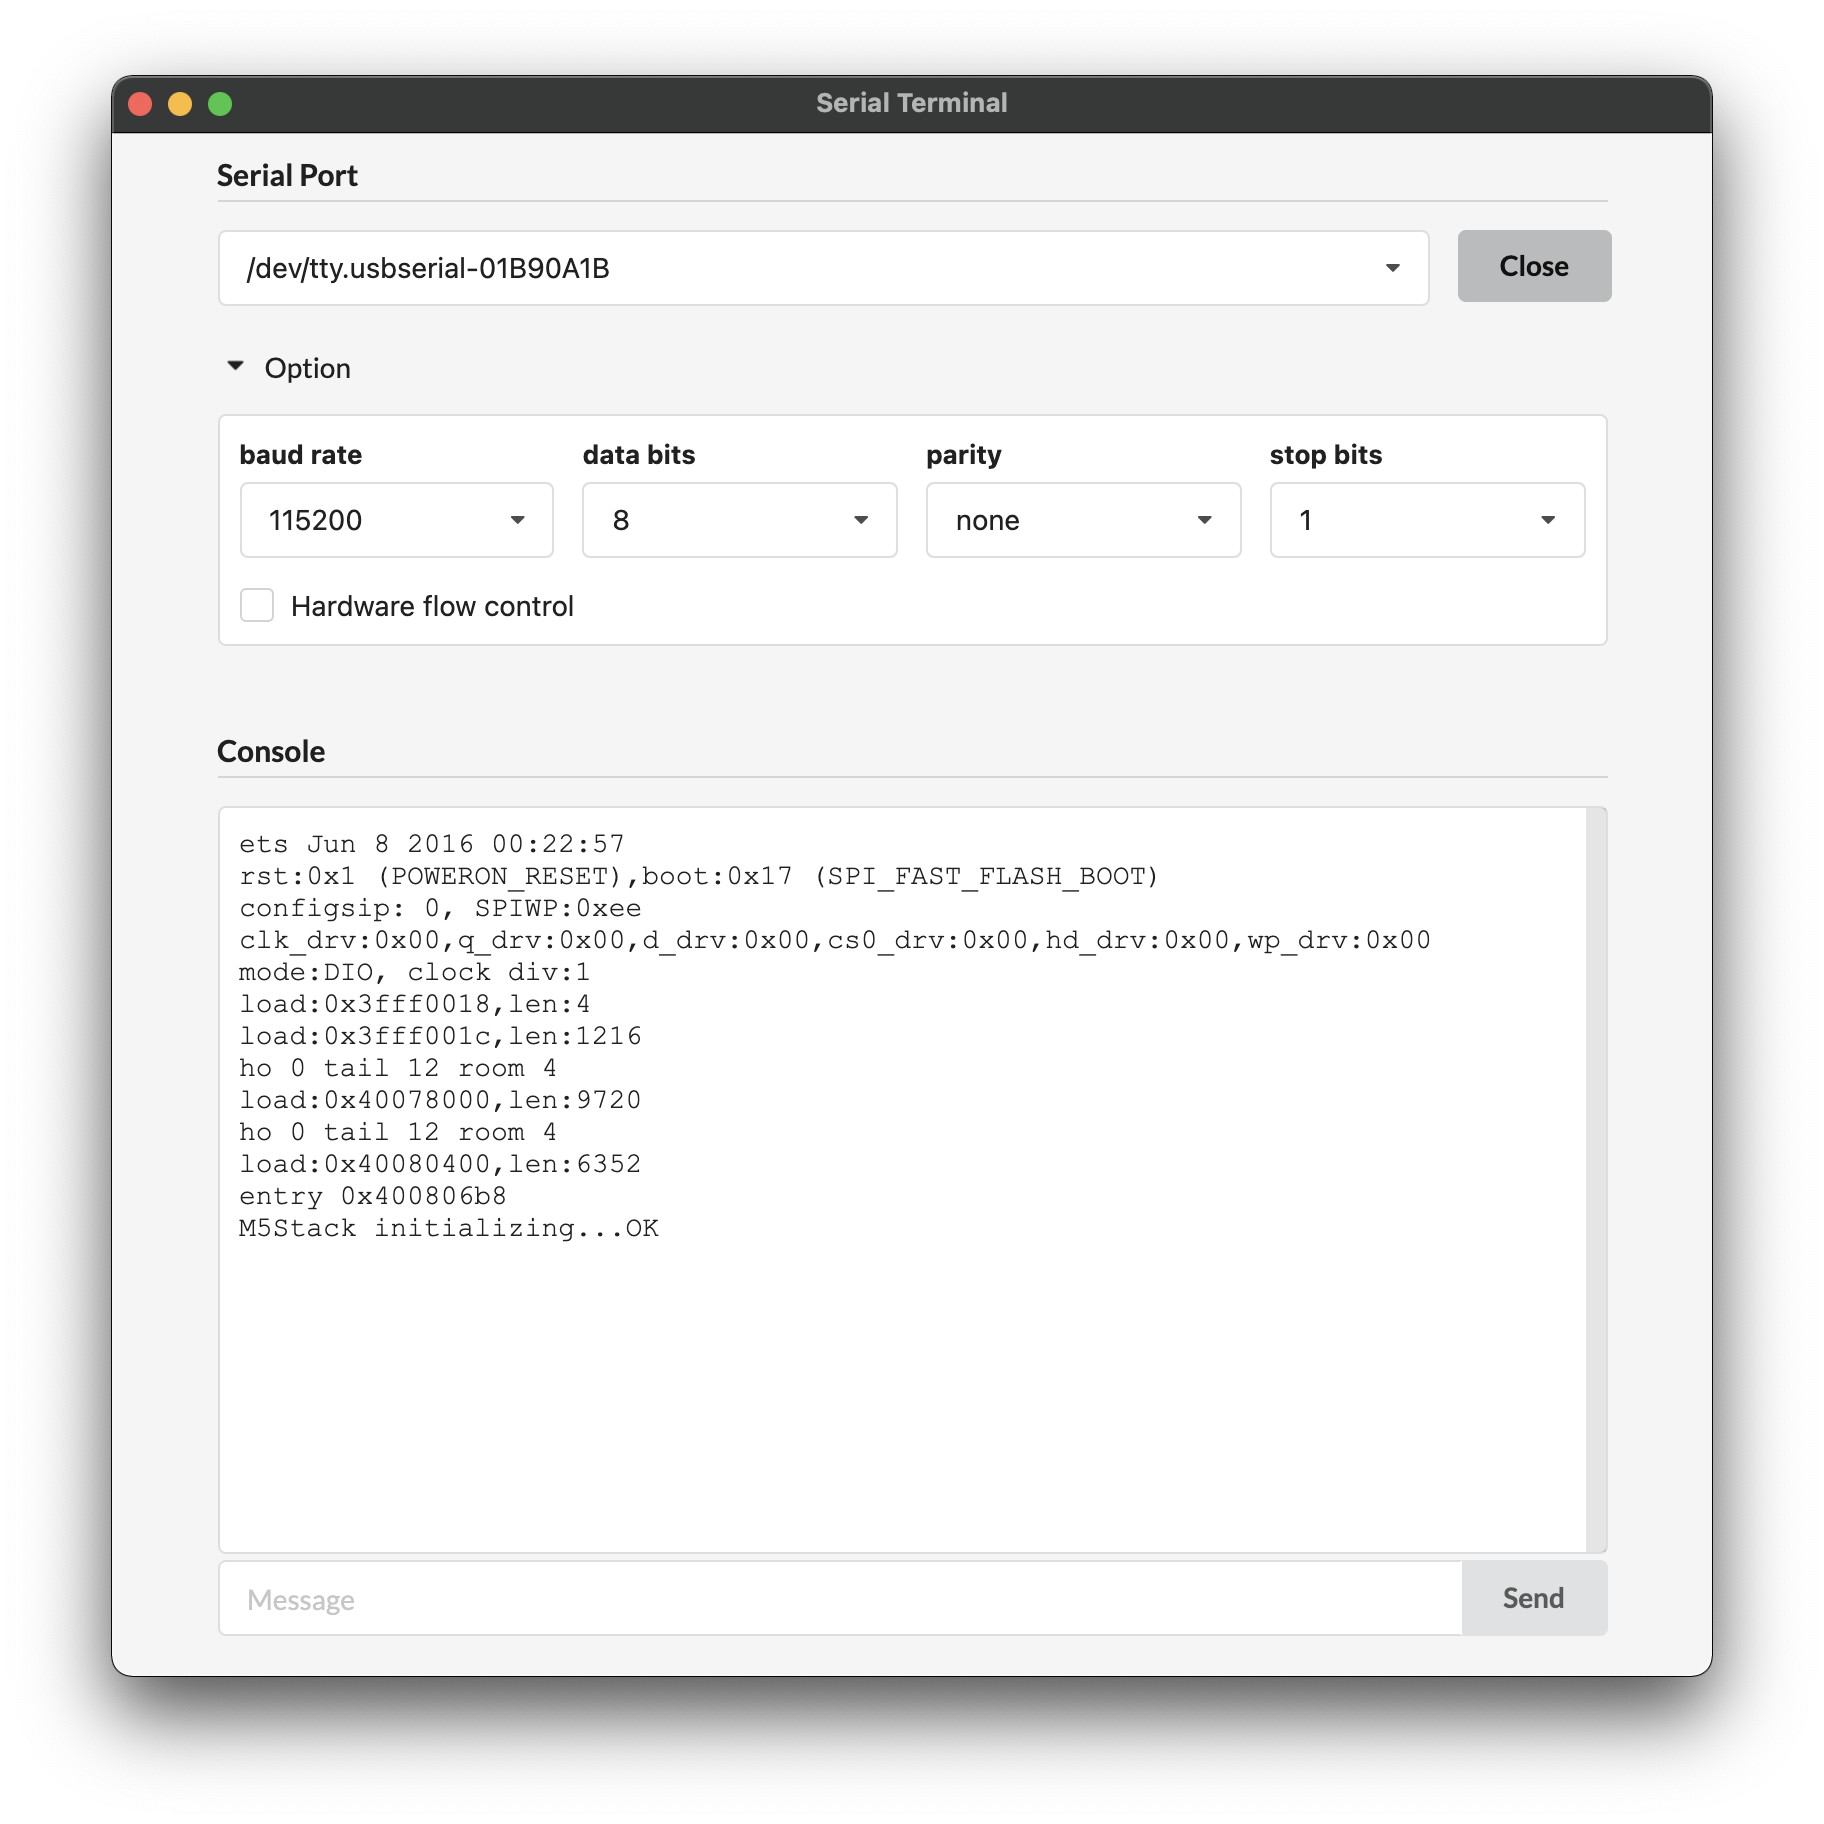 Serial Terminal
Serial Port
/dev/tty.usbserial-01B90A1B
Close
Option
baud rate data bits parity stop bits
115200 8 none 1
Hardware flow control
Console
ets Jun 8 2016 00:22:57
rst:0x1 (POWERON_RESET),boot:0x17 (SPI_FAST_FLASH_BOOT)
configsip: 0, SPIWP:0xee
clk_drv:0x00,q_drv:0x00,d_drv:0x00,cs0_drv:0x00,hd_drv:0x00,wp_drv:0x00
mode:DIO, clock div:1
load:0x3fff0018,len:4
load:0x3fff001c,len:1216
ho 0 tail 12 room 4
load:0x40078000,len:9720
ho 0 tail 12 room 4
load:0x40080400,len:6352
entry 0x400806b8
M5Stack initializing...OK
Message
Send